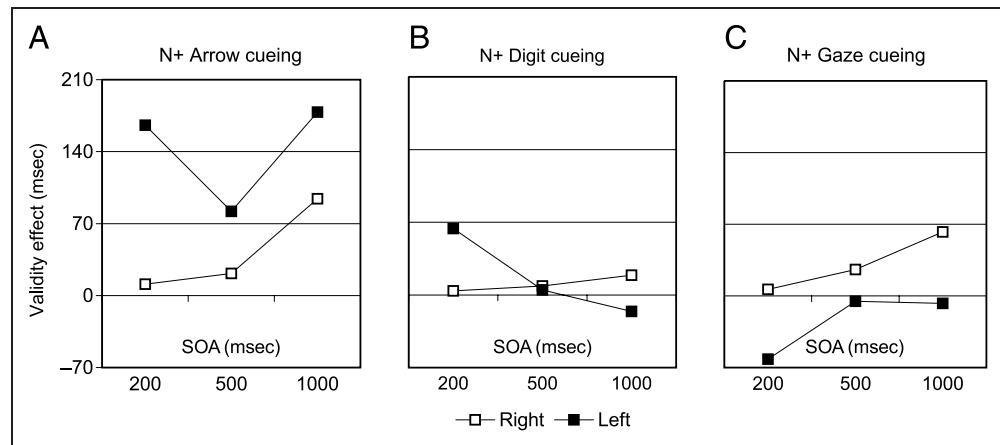 A
N+ Arrow cueing
B
N+ Digit cueing
C
N+ Gaze cueing
Validity effect (msec)
210
140
70
0
–70
SOA (msec)
SOA (msec)
SOA (msec)
200 500 1000
200 500 1000
200 500 1000
Right Left